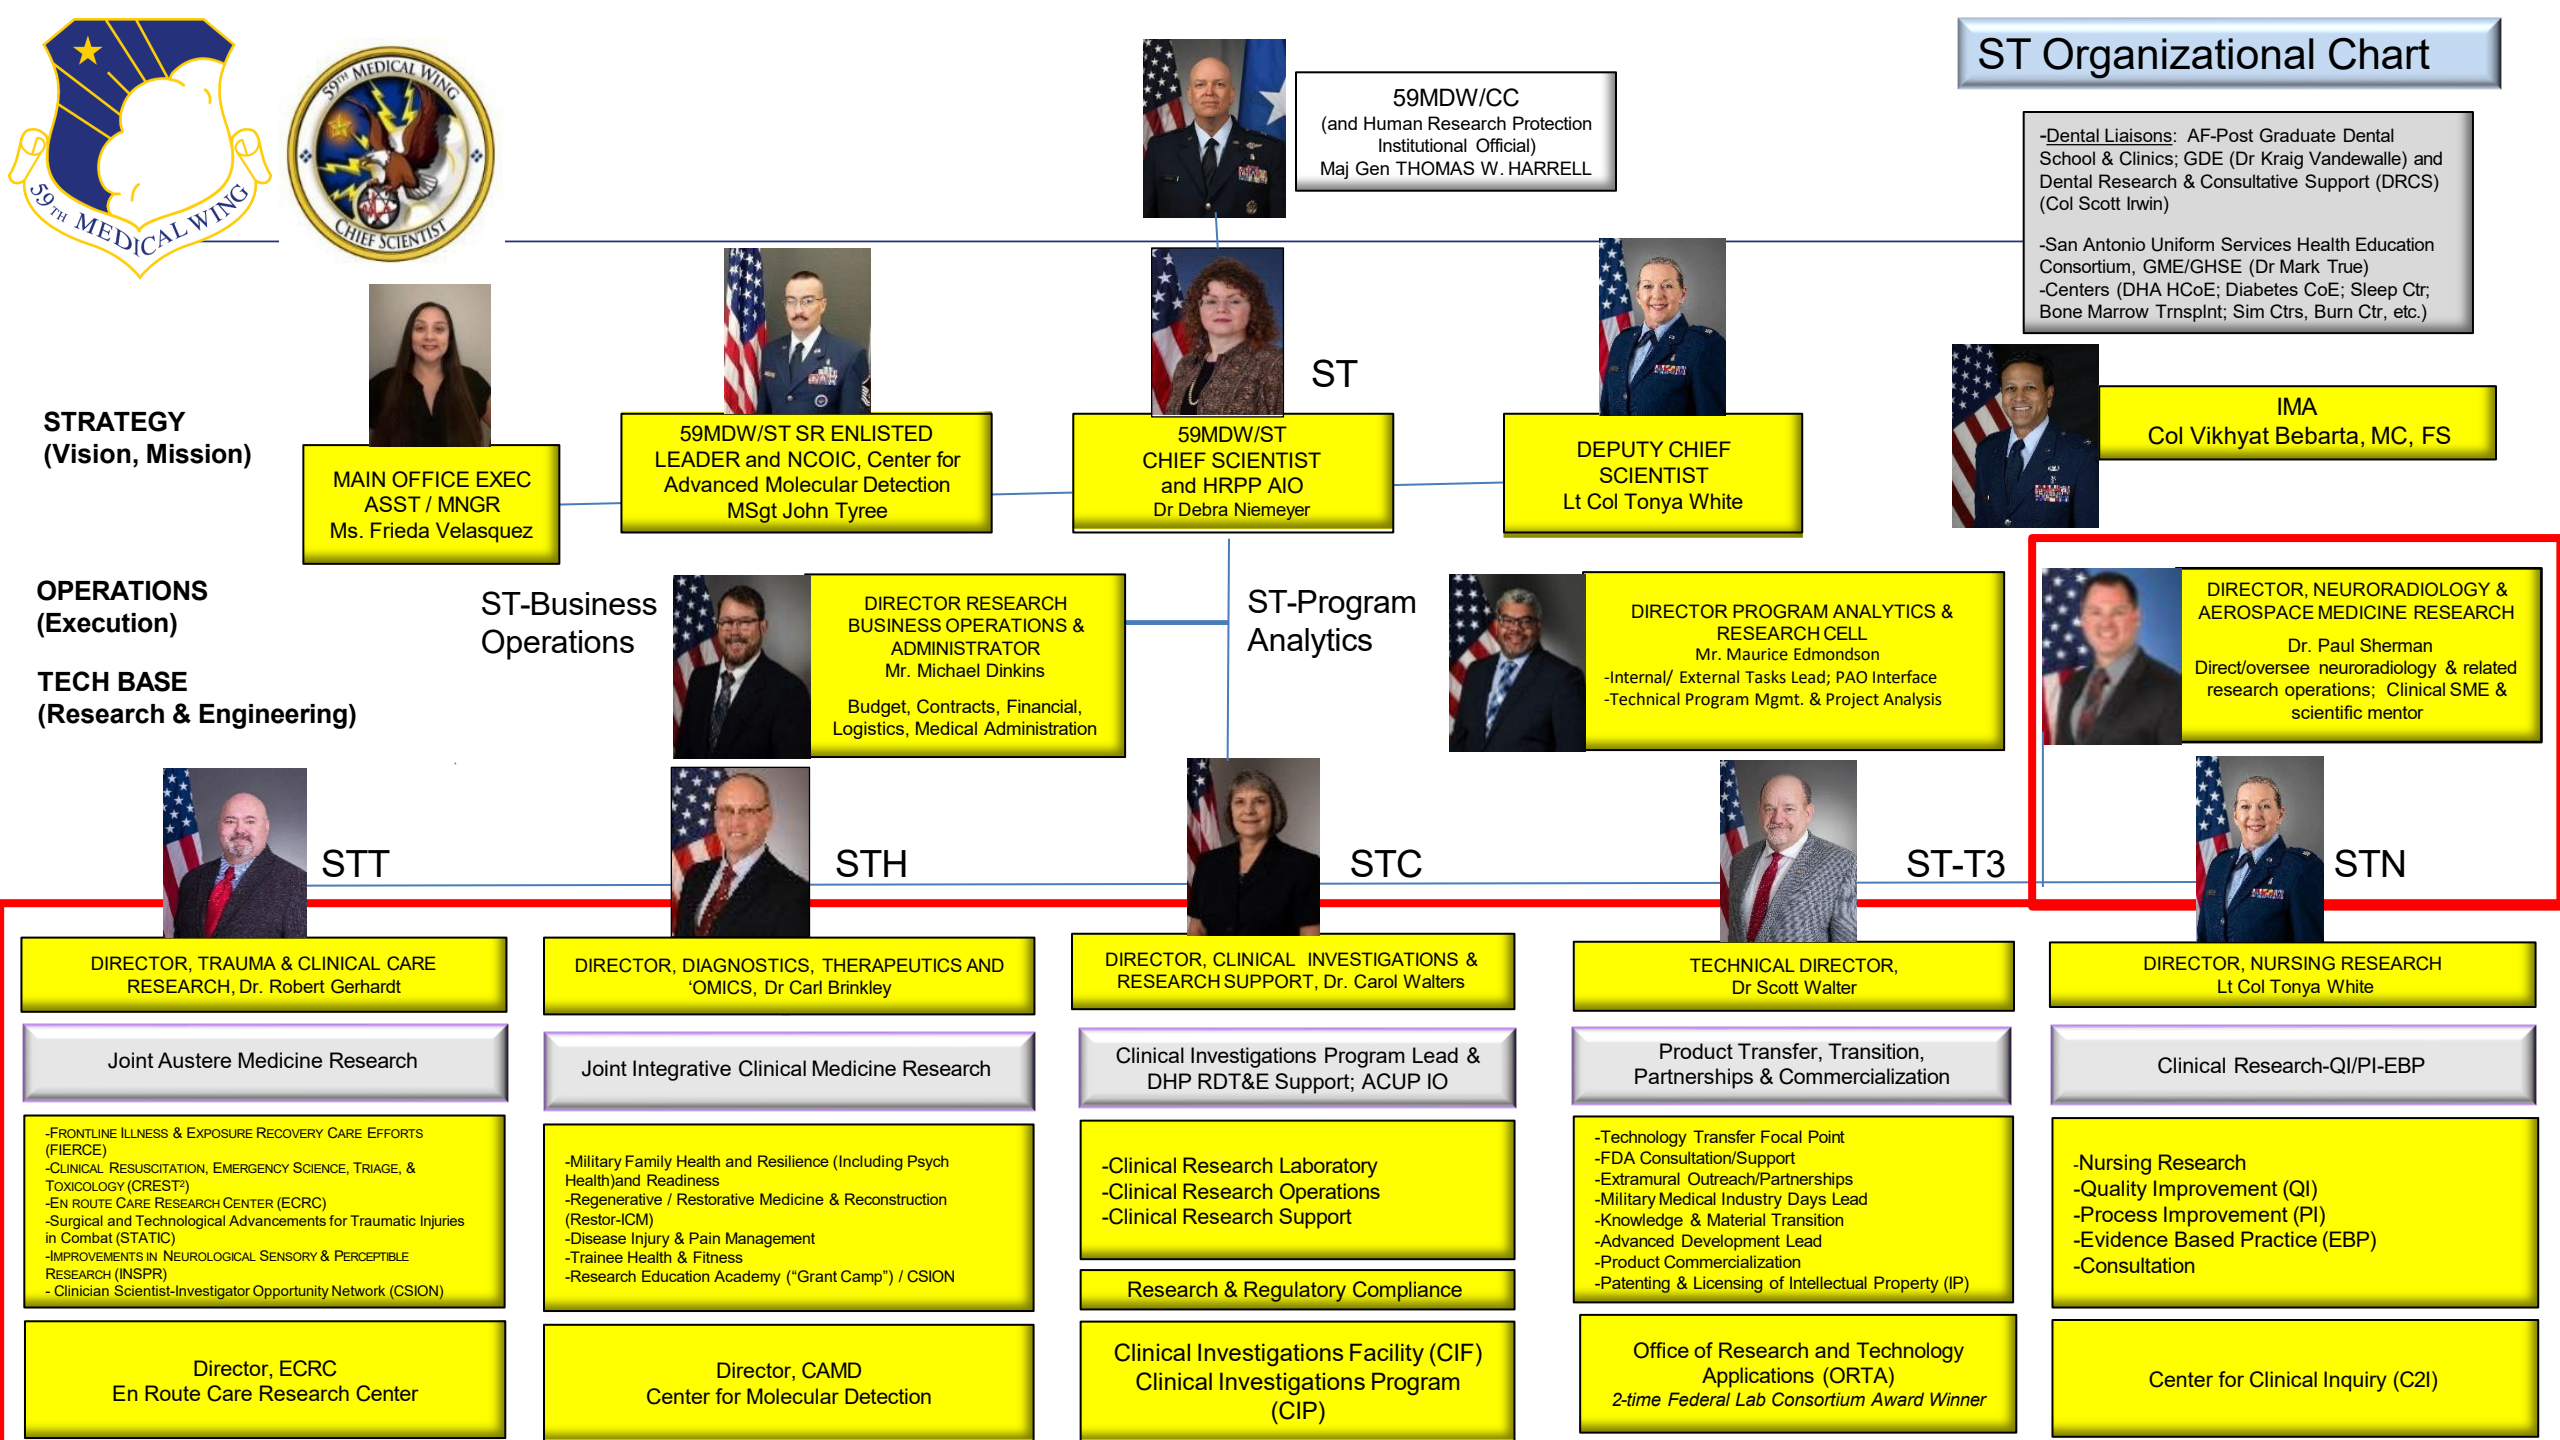 ST Organizational Chart
59TH MEDICAL WING
59TH MEDICAL WING
CHIEF SCIENTIST
59MDW/CC
(and Human Research Protection
Institutional Official)
Maj Gen THOMAS W. HARRELL
-Dental Liaisons: AF-Post Graduate Dental
School & Clinics; GDE (Dr Kraig Vandewalle) and
Dental Research & Consultative Support (DRCS)
(Col Scott Irwin)
-San Antonio Uniform Services Health Education
Consortium, GME/GHSE (Dr Mark True)
-Centers (DHA HCoE; Diabetes CoE; Sleep Ctr;
Bone Marrow Trnsplnt; Sim Ctrs, Burn Ctr, etc.)
ST
STRATEGY
(Vision, Mission)
MAIN OFFICE EXEC
ASST / MNGR
Ms. Frieda Velasquez
59MDW/ST SR ENLISTED
LEADER and NCOIC, Center for
Advanced Molecular Detection
MSgt John Tyree
59MDW/ST
CHIEF SCIENTIST
and HRPP AIO
Dr Debra Niemeyer
DEPUTY CHIEF
SCIENTIST
Lt Col Tonya White
IMA
Col Vikhyat Bebarta, MC, FS
OPERATIONS
(Execution)
TECH BASE
(Research & Engineering)
ST-Business
Operations
DIRECTOR RESEARCH
BUSINESS OPERATIONS &
ADMINISTRATOR
Mr. Michael Dinkins
Budget, Contracts, Financial,
Logistics, Medical Administration
ST-Program
Analytics
DIRECTOR PROGRAM ANALYTICS &
RESEARCH CELL
Mr. Maurice Edmondson
-Internal/ External Tasks Lead; PAO Interface
-Technical Program Mgmt. & Project Analysis
DIRECTOR, NEURORADIOLOGY &
AEROSPACE MEDICINE RESEARCH
Dr. Paul Sherman
Direct/oversee neuroradiology & related
research operations; Clinical SME &
scientific mentor
STT
STH
STC
ST-T3
STN
DIRECTOR, TRAUMA & CLINICAL CARE
RESEARCH, Dr. Robert Gerhardt
Joint Austere Medicine Research
-FRONTLINE ILLNESS & EXPOSURE RECOVERY CARE EFFORTS
(FIERCE)
-CLINICAL RESUSCITATION, EMERGENCY SCIENCE, TRIAGE, &
TOXICOLOGY (CREST²)
-EN ROUTE CARE RESEARCH CENTER (ECRC)
-Surgical and Technological Advancements for Traumatic Injuries
in Combat (STATIC)
-IMPROVEMENTS IN NEUROLOGICAL SENSORY & PERCEPTIBLE
RESEARCH (INSPR)
- Clinician Scientist-Investigator Opportunity Network (CSION)
Director, ECRC
En Route Care Research Center
DIRECTOR, DIAGNOSTICS, THERAPEUTICS AND
‘OMICS, Dr Carl Brinkley
Joint Integrative Clinical Medicine Research
-Military Family Health and Resilience (Including Psych
Health)and Readiness
-Regenerative / Restorative Medicine & Reconstruction
(Restor-ICM)
-Disease Injury & Pain Management
-Trainee Health & Fitness
-Research Education Academy (“Grant Camp”) / CSION
Director, CAMD
Center for Molecular Detection
DIRECTOR, CLINICAL INVESTIGATIONS &
RESEARCH SUPPORT, Dr. Carol Walters
Clinical Investigations Program Lead &
DHP RDT&E Support; ACUP IO
-Clinical Research Laboratory
-Clinical Research Operations
-Clinical Research Support
Research & Regulatory Compliance
Clinical Investigations Facility (CIF)
Clinical Investigations Program
(CIP)
TECHNICAL DIRECTOR,
Dr Scott Walter
Product Transfer, Transition,
Partnerships & Commercialization
-Technology Transfer Focal Point
-FDA Consultation/Support
-Extramural Outreach/Partnerships
-Military Medical Industry Days Lead
-Knowledge & Material Transition
-Advanced Development Lead
-Product Commercialization
-Patenting & Licensing of Intellectual Property (IP)
Office of Research and Technology
Applications (ORTA)
2-time Federal Lab Consortium Award Winner
DIRECTOR, NURSING RESEARCH
Lt Col Tonya White
Clinical Research-QI/PI-EBP
-Nursing Research
-Quality Improvement (QI)
-Process Improvement (PI)
-Evidence Based Practice (EBP)
-Consultation
Center for Clinical Inquiry (C2I)